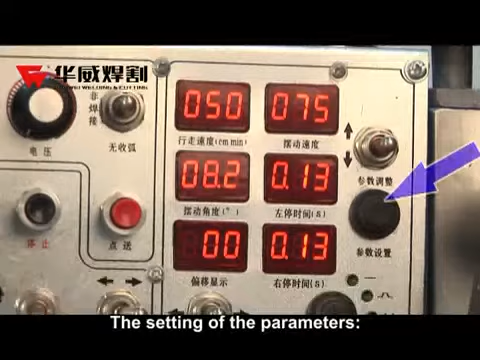 华威焊割
HUAWEI WELDING & CUTTING
非焊接
电压
无收弧
050
075
行走速度(cm min)
摆动速度
08.2
0.13
参数调整
摆动角度(°)
左停时间(S)
停止
点送
00
0.13
参数设置
偏移显示
右停时间(S)
The setting of the parameters: